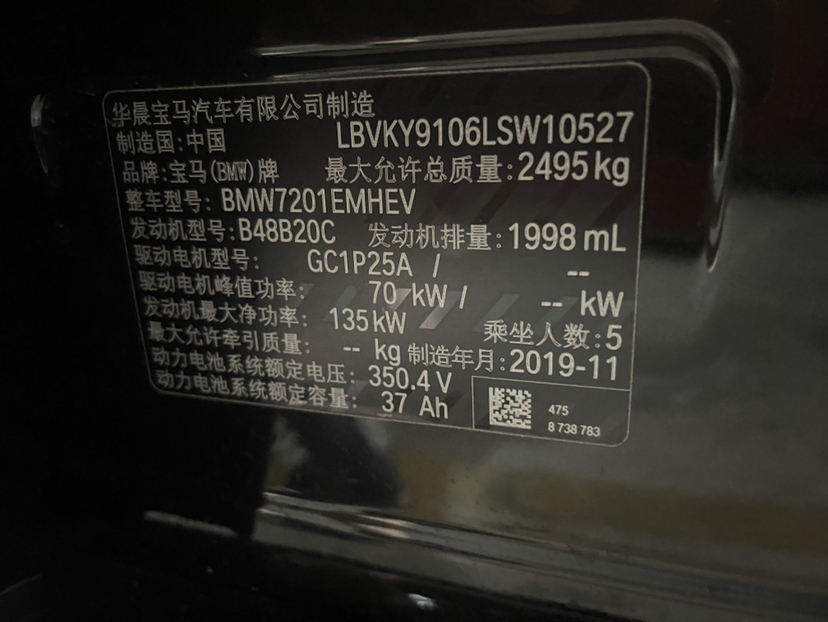 华晨宝马汽车有限公司制造
制造国:中国 LBVKY9106LSW10527
品牌:宝马(BMW)牌 最大允许总质量:2495kg
整车型号: BMW7201EMHEV
发动机型号:B48B20C 发动机排量:1998 mL
驱动电机型号: GC1P25A / --
驱动电机峰值功率: 70 kW / -- kW
发动机最大净功率: 135kW 乘坐人数:5
最大允许牵引质量: -- kg 制造年月:2019-11
动力电池系统额定电压:350.4 V
动力电池系统额定容量: 37 Ah
475
8 738 783